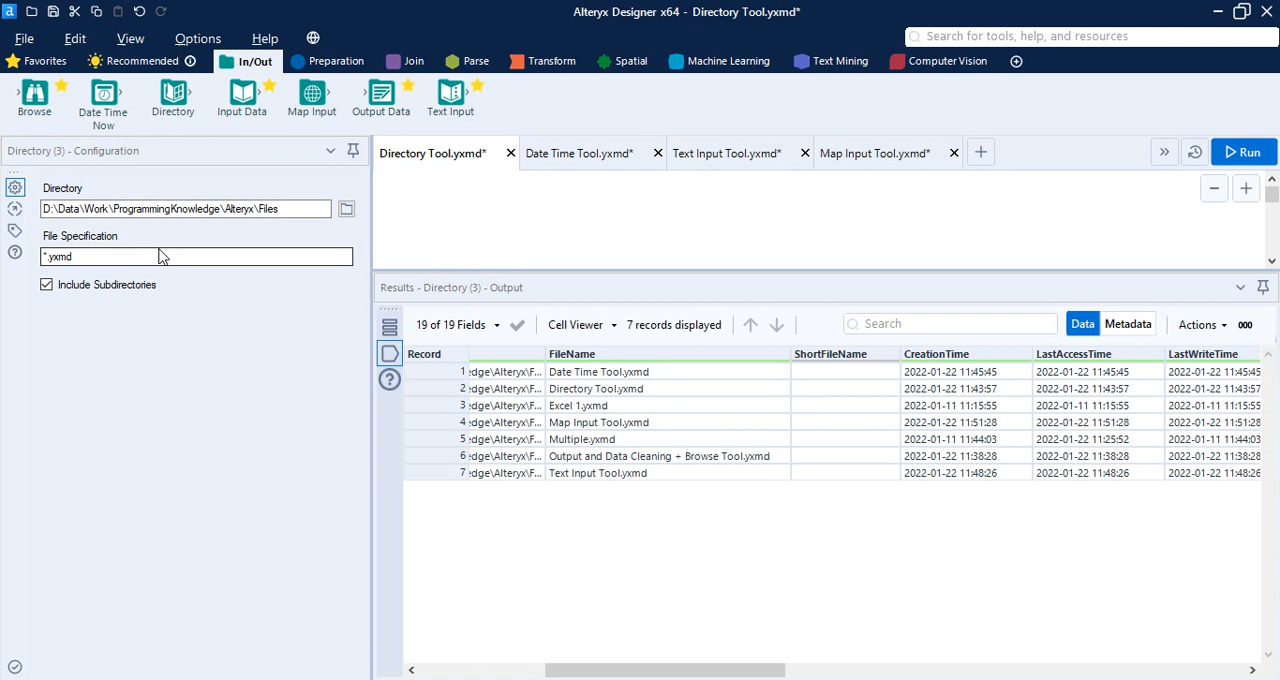 Alteryx Designer x64 - Directory Tool.yxmd*
File Edit View Options Help
Search for tools, help, and resources
Favorites Recommended In/Out Preparation Join Parse Transform Spatial Machine Learning Text Mining Computer Vision
Browse Date Time Now Directory Input Data Map Input Output Data Text Input
Directory (3) - Configuration
Directory Tool.yxmd* Date Time Tool.yxmd* Text Input Tool.yxmd* Map Input Tool.yxmd* Run
Directory
D:\Data\Work\ProgrammingKnowledge\Alteryx\Files
File Specification
*.yxmd
Include Subdirectories
Results - Directory (3) - Output
19 of 19 Fields Cell Viewer 7 records displayed Search Data Metadata Actions 000
Record FileName ShortFileName CreationTime LastAccessTime LastWriteTime
1 edge\Alteryx\F... Date Time Tool.yxmd 2022-01-22 11:45:45 2022-01-22 11:45:45 2022-01-22 11:45:45
2 edge\Alteryx\F... Directory Tool.yxmd 2022-01-22 11:43:57 2022-01-22 11:43:57 2022-01-22 11:43:57
3 edge\Alteryx\F... Excel 1.yxmd 2022-01-11 11:15:55 2022-01-11 11:15:55 2022-01-11 11:15:55
4 edge\Alteryx\F... Map Input Tool.yxmd 2022-01-22 11:51:28 2022-01-22 11:51:28 2022-01-22 11:51:28
5 edge\Alteryx\F... Multiple.yxmd 2022-01-11 11:44:03 2022-01-22 11:25:52 2022-01-11 11:44:03
6 edge\Alteryx\F... Output and Data Cleaning + Browse Tool.yxmd 2022-01-22 11:38:28 2022-01-22 11:38:28 2022-01-22 11:38:28
7 edge\Alteryx\F... Text Input Tool.yxmd 2022-01-22 11:48:26 2022-01-22 11:48:26 2022-01-22 11:48:26